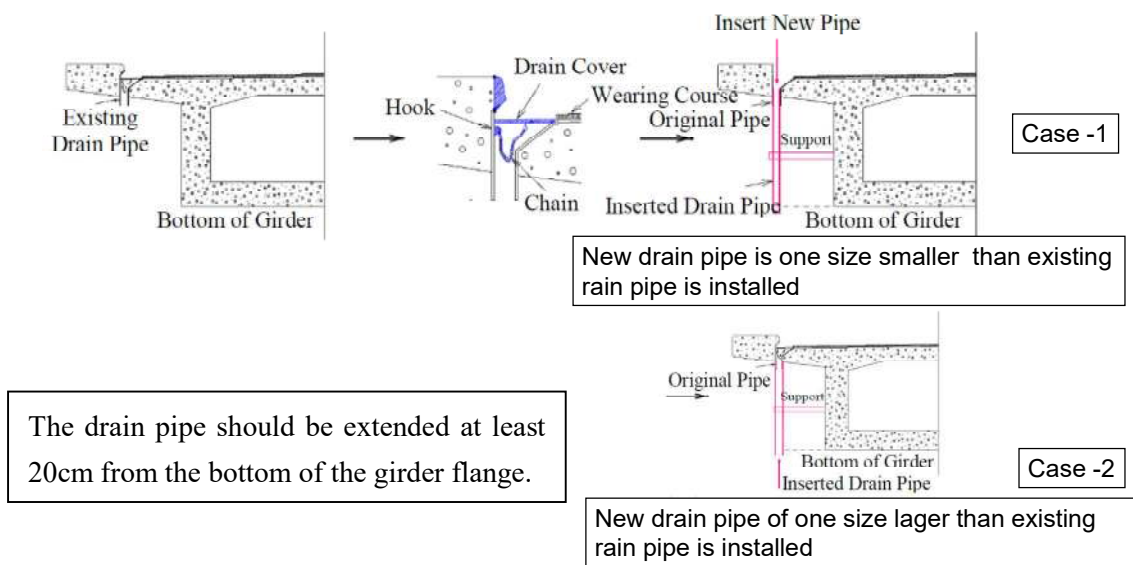 Insert New Pipe
Existing
Drain Pipe
Bottom of Girder
Drain Cover
Hook
Wearing Course
Chain
Original Pipe
Support
Inserted Drain Pipe
Bottom of Girder
Case -1
New drain pipe is one size smaller than existing
rain pipe is installed
Original Pipe
Support
Bottom of Girder
Inserted Drain Pipe
Case -2
The drain pipe should be extended at least
20cm from the bottom of the girder flange.
New drain pipe of one size lager than existing
rain pipe is installed